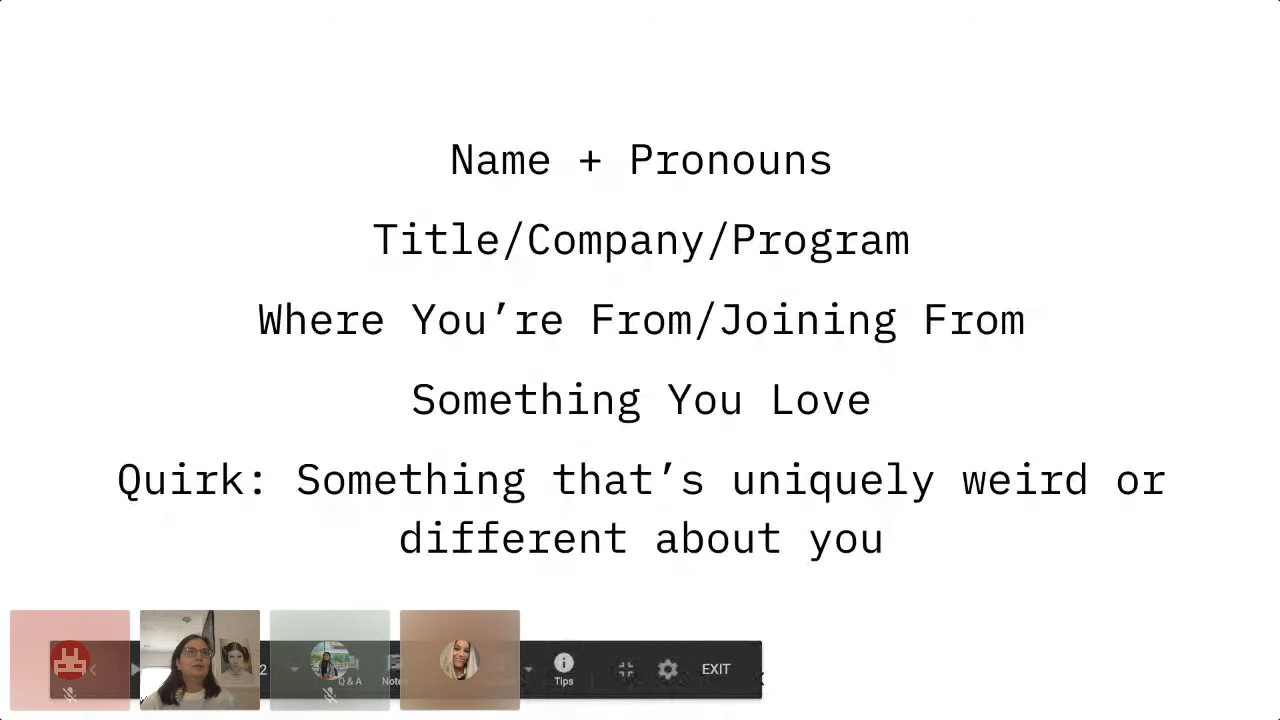 Name + Pronouns
Title/Company/Program
Where You’re From/Joining From
Something You Love
Quirk: Something that’s uniquely weird or
different about you
2 Q & A Tips EXIT